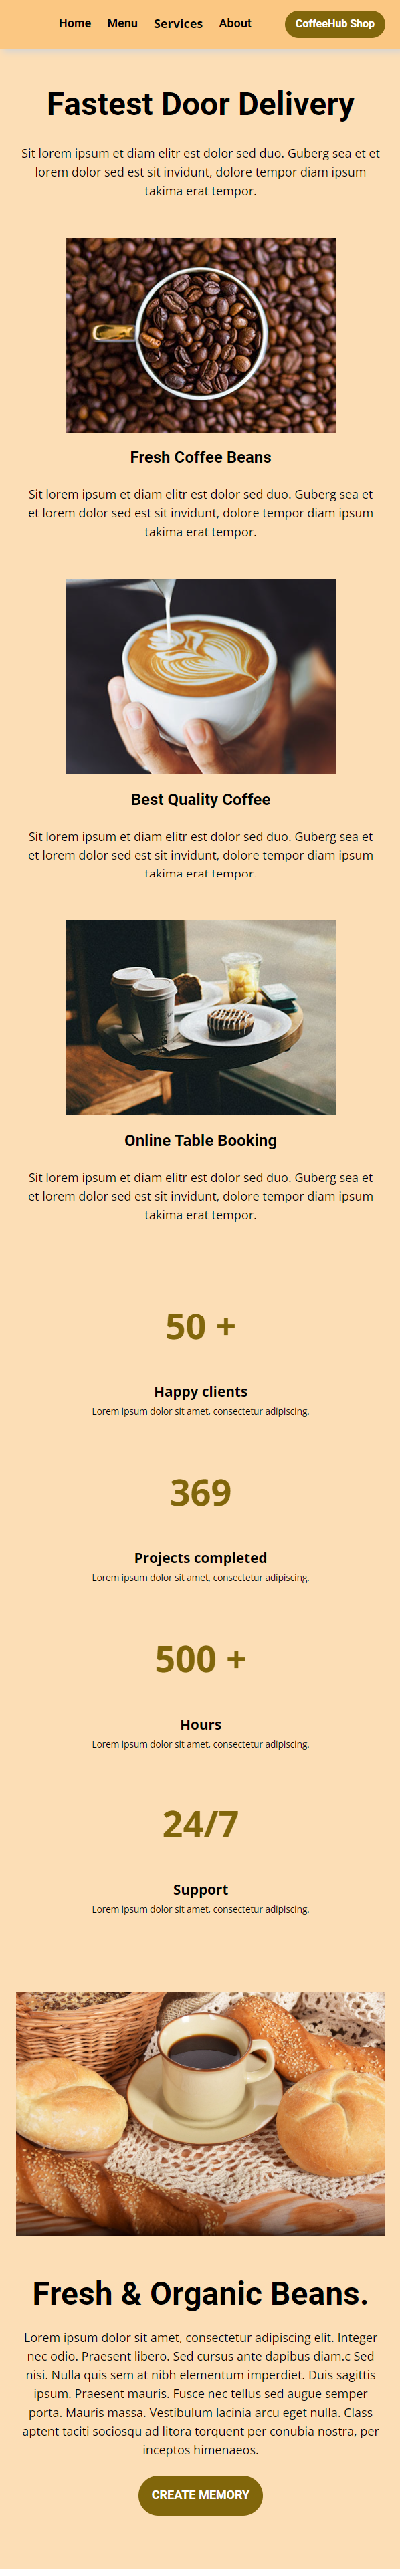 Home Menu Services About CoffeeHub Shop
Fastest Door Delivery
Sit lorem ipsum et diam elitr est dolor sed duo. Guberg sea et et
lorem dolor sed est sit invidunt, dolore tempor diam ipsum
takima erat tempor.
Fresh Coffee Beans
Sit lorem ipsum et diam elitr est dolor sed duo. Guberg sea et
et lorem dolor sed est sit invidunt, dolore tempor diam ipsum
takima erat tempor.
Best Quality Coffee
Sit lorem ipsum et diam elitr est dolor sed duo. Guberg sea et
et lorem dolor sed est sit invidunt, dolore tempor diam ipsum
takima erat tempor
Online Table Booking
Sit lorem ipsum et diam elitr est dolor sed duo. Guberg sea et
et lorem dolor sed est sit invidunt, dolore tempor diam ipsum
takima erat tempor.
50 +
Happy clients
Lorem ipsum dolor sit amet, consectetur adipiscing.
369
Projects completed
Lorem ipsum dolor sit amet, consectetur adipiscing.
500 +
Hours
Lorem ipsum dolor sit amet, consectetur adipiscing.
24/7
Support
Lorem ipsum dolor sit amet, consectetur adipiscing.
Fresh & Organic Beans.
Lorem ipsum dolor sit amet, consectetur adipiscing elit. Integer
nec odio. Praesent libero. Sed cursus ante dapibus diam.c Sed
nisi. Nulla quis sem at nibh elementum imperdiet. Duis sagittis
ipsum. Praesent mauris. Fusce nec tellus sed augue semper
porta. Mauris massa. Vestibulum lacinia arcu eget nulla. Class
aptent taciti sociosqu ad litora torquent per conubia nostra, per
inceptos himenaeos.
CREATE MEMORY